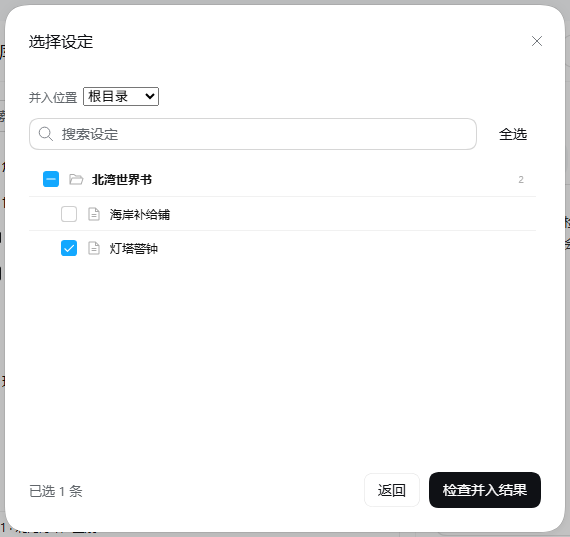 选择设定
并入位置 根目录
搜索设定 全选
北湾世界书 2
海岸补给铺
灯塔警钟
已选 1 条 返回 检查并入结果